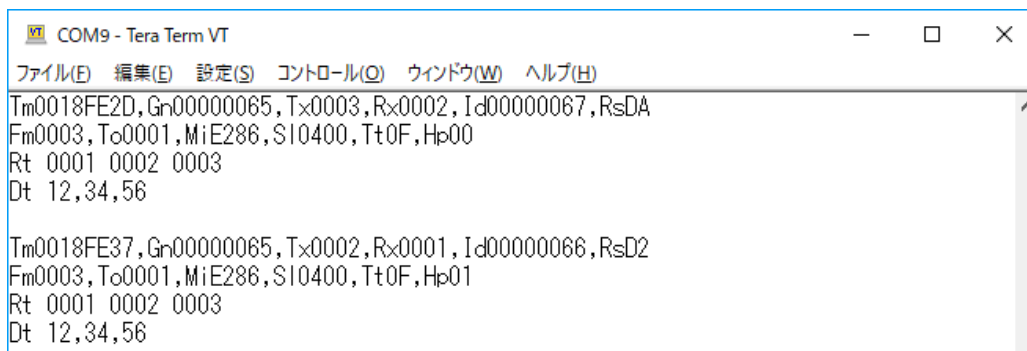 COM9 - Tera Term VT
ファイル(F) 編集(E) 設定(S) コントロール(O) ウィンドウ(W) ヘルプ(H)
Tm0018FE2D,Gn00000065,Tx0003,Rx0002,Id00000067,RsDA
Fm0003,To0001,MiE286,Sl0400,Tt0F,Hp00
Rt 0001 0002 0003
Dt 12,34,56
Tm0018FE37,Gn00000065,Tx0002,Rx0001,Id00000066,RsD2
Fm0003,To0001,MiE286,Sl0400,Tt0F,Hp01
Rt 0001 0002 0003
Dt 12,34,56